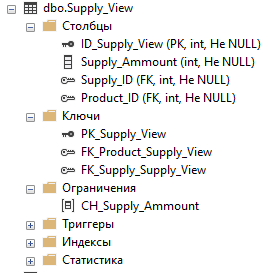 dbo.Supply_View
Столбцы
ID_Supply_View (PK, int, Не NULL)
Supply_Ammount (int, Не NULL)
Supply_ID (FK, int, Не NULL)
Product_ID (FK, int, Не NULL)
Ключи
PK_Supply_View
FK_Product_Supply_View
FK_Supply_Supply_View
Ограничения
CH_Supply_Ammount
Триггеры
Индексы
Статистика